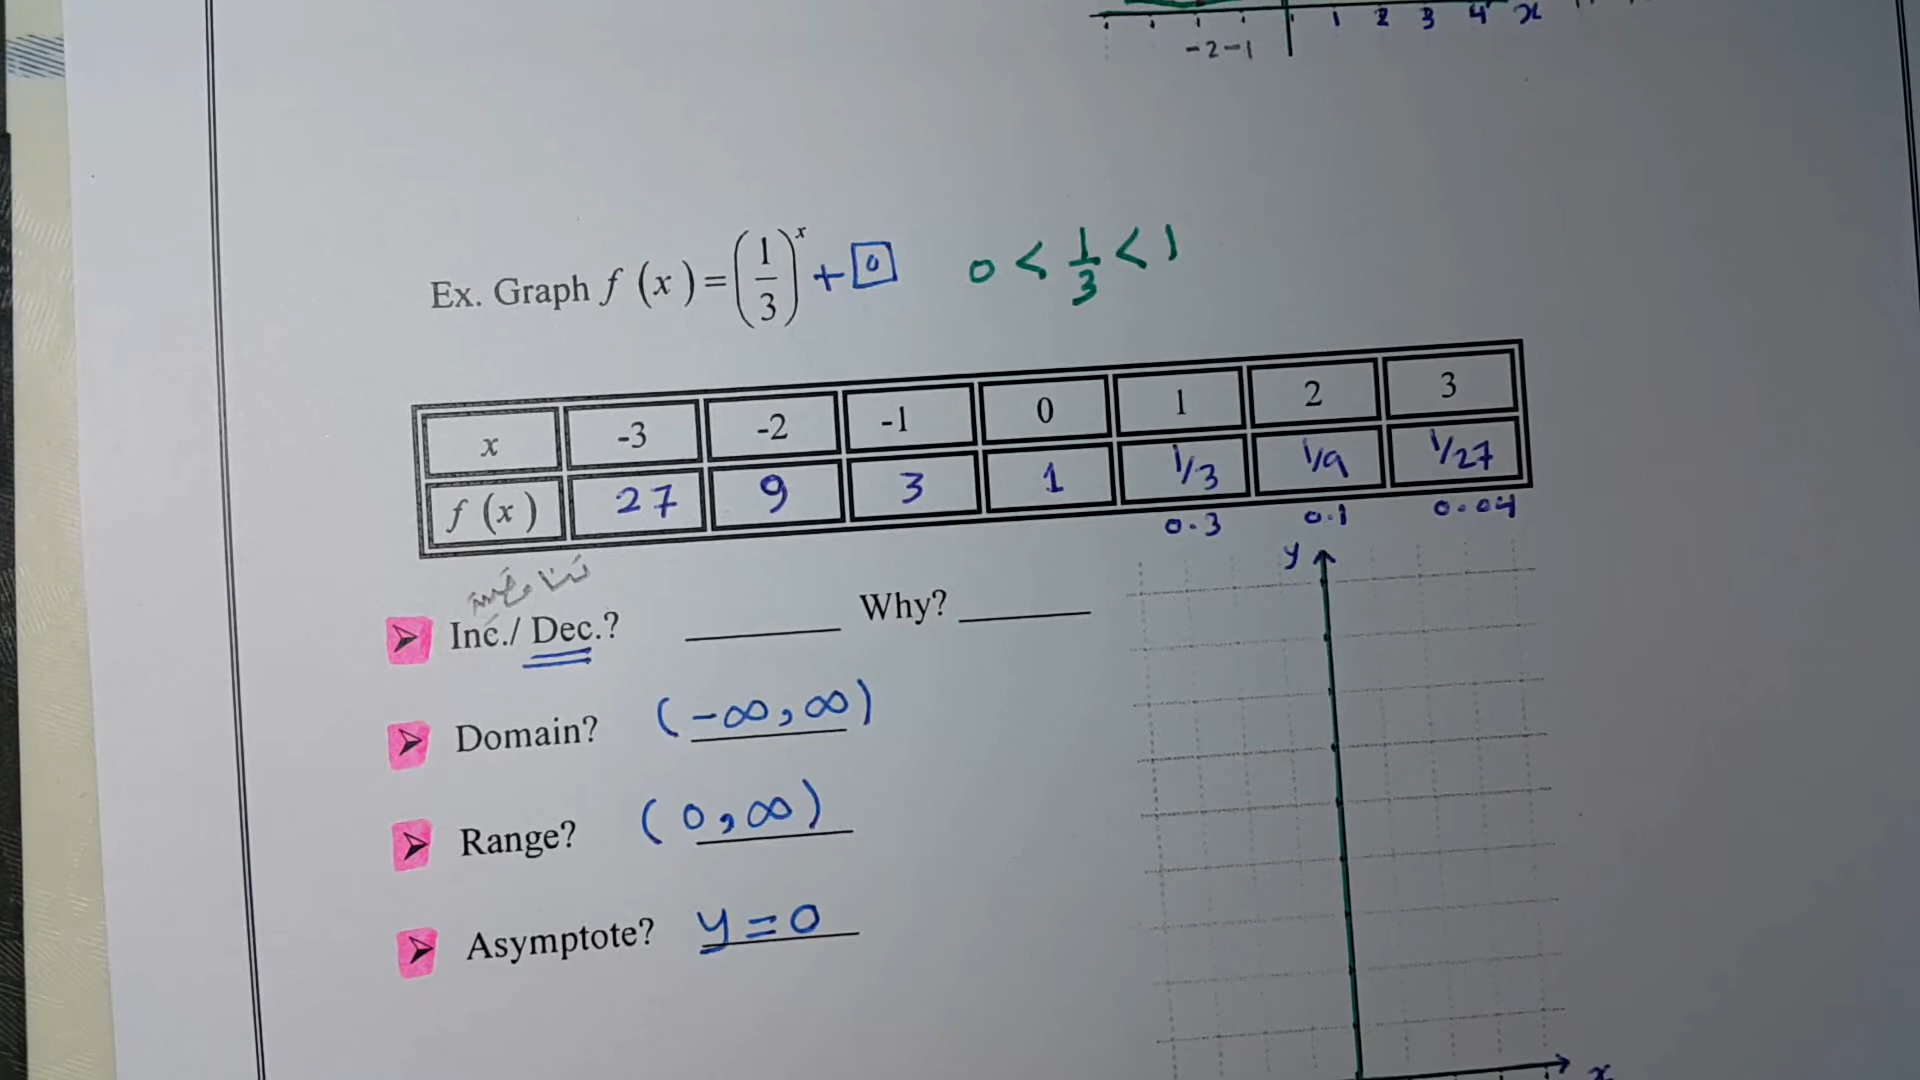 1 2 3 4 x
-2 -1
Ex. Graph f (x) = (1/3)^x + 0 0 < 1/3 < 1
x -3 -2 -1 0 1 2 3
f (x) 27 9 3 1 1/3 1/9 1/27
0.3 0.1 0.04
y
Inc./ Dec.? Why?
Domain? (-∞, ∞)
Range? (0, ∞)
Asymptote? y = 0
x